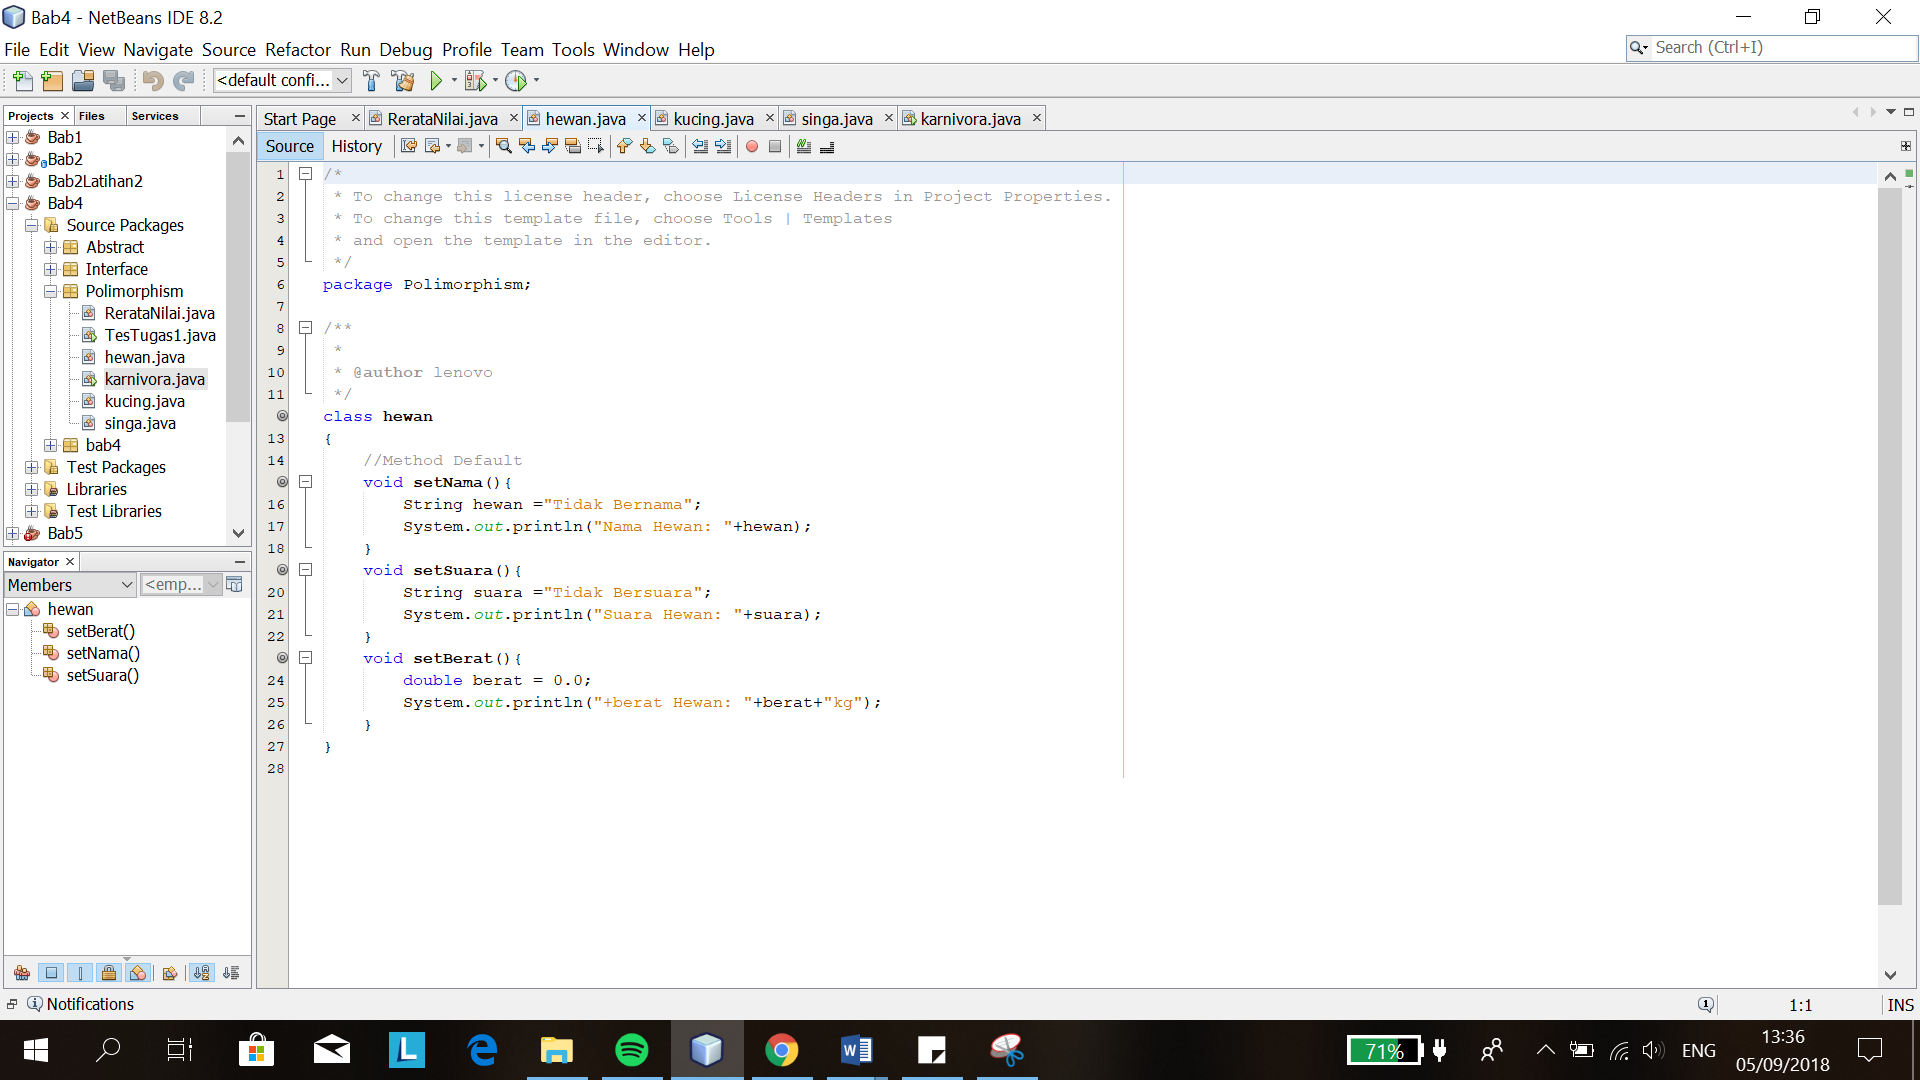 Bab4 - NetBeans IDE 8.2
File Edit View Navigate Source Refactor Run Debug Profile Team Tools Window Help
Search (Ctrl+I)
<default confi...
Projects Files Services
Bab1
Bab2
Bab2Latihan2
Bab4
Source Packages
Abstract
Interface
Polimorphism
RerataNilai.java
TesTugas1.java
hewan.java
karnivora.java
kucing.java
singa.java
bab4
Test Packages
Libraries
Test Libraries
Bab5
Navigator
Members <emp...
hewan
setBerat()
setNama()
setSuara()
Start Page RerataNilai.java hewan.java kucing.java singa.java karnivora.java
Source History
1 /*
2 * To change this license header, choose License Headers in Project Properties.
3 * To change this template file, choose Tools | Templates
4 * and open the template in the editor.
5 */
6 package Polimorphism;
7
8 /**
9 *
10 * @author lenovo
11 */
class hewan
13 {
14 //Method Default
void setNama(){
16 String hewan ="Tidak Bernama";
17 System.out.println("Nama Hewan: "+hewan);
18 }
void setSuara(){
20 String suara ="Tidak Bersuara";
21 System.out.println("Suara Hewan: "+suara);
22 }
void setBerat(){
24 double berat = 0.0;
25 System.out.println("+berat Hewan: "+berat+"kg");
26 }
27 }
28
Notifications
1:1 INS
71%
ENG
13:36
05/09/2018